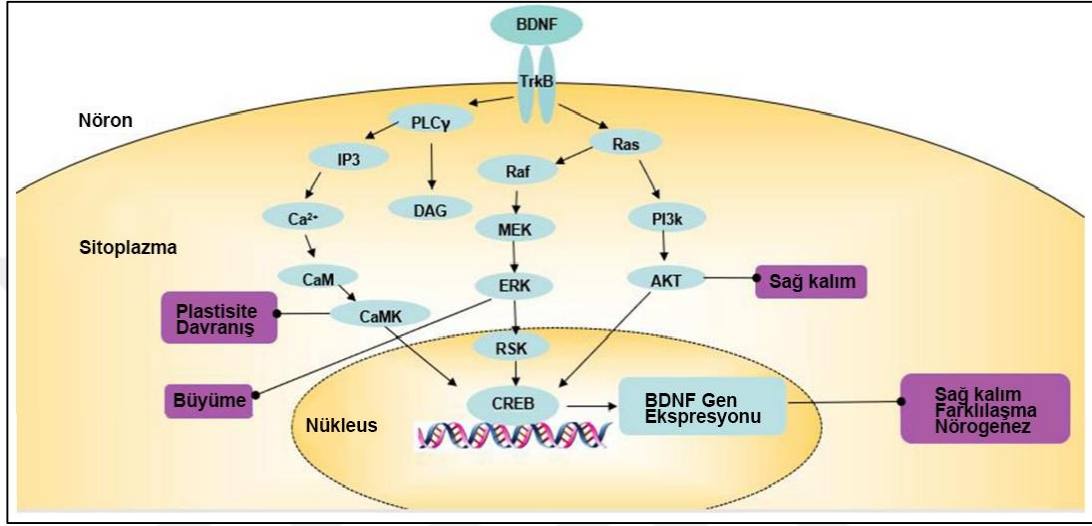 BDNF
TrkB
Nöron
PLCγ
Ras
IP3
Raf
DAG
Ca²⁺
MEK
PI3k
Sitoplazma
CaM
ERK
AKT
Sağ kalım
Plastisite
Davranış
CaMK
RSK
Büyüme
CREB
BDNF Gen
Ekspresyonu
Sağ kalım
Farklılaşma
Nörogenez
Nükleus